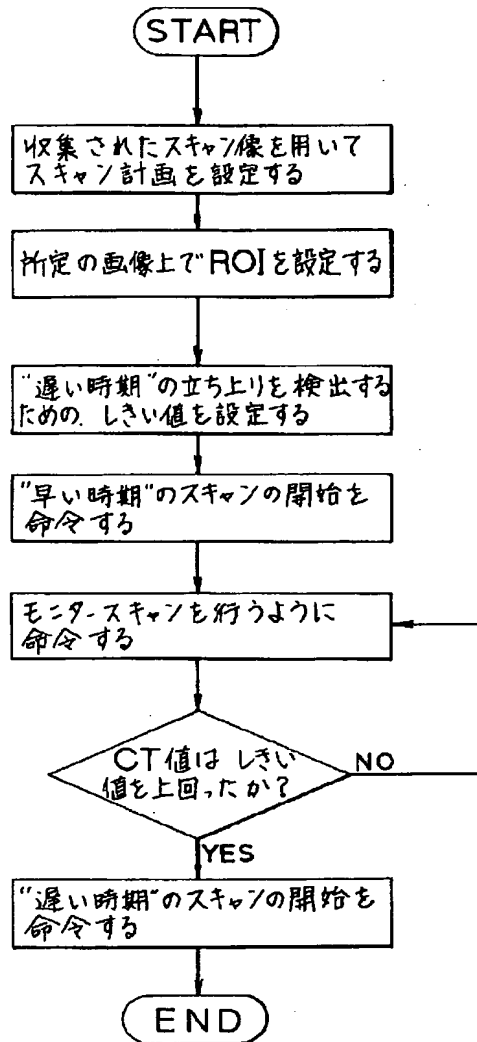 START
収集されたスキャン像を用いて
スキャン計画を設定する
所定の画像上でROIを設定する
"遅い時期"の立ち上りを検出する
ための.しきい値を設定する
"早い時期"のスキャンの開始を
命令する
モニタースキャンを行うように
命令する
CT値はしきい
値を上回ったか?
NO
YES
"遅い時期"のスキャンの開始を
命令する
END